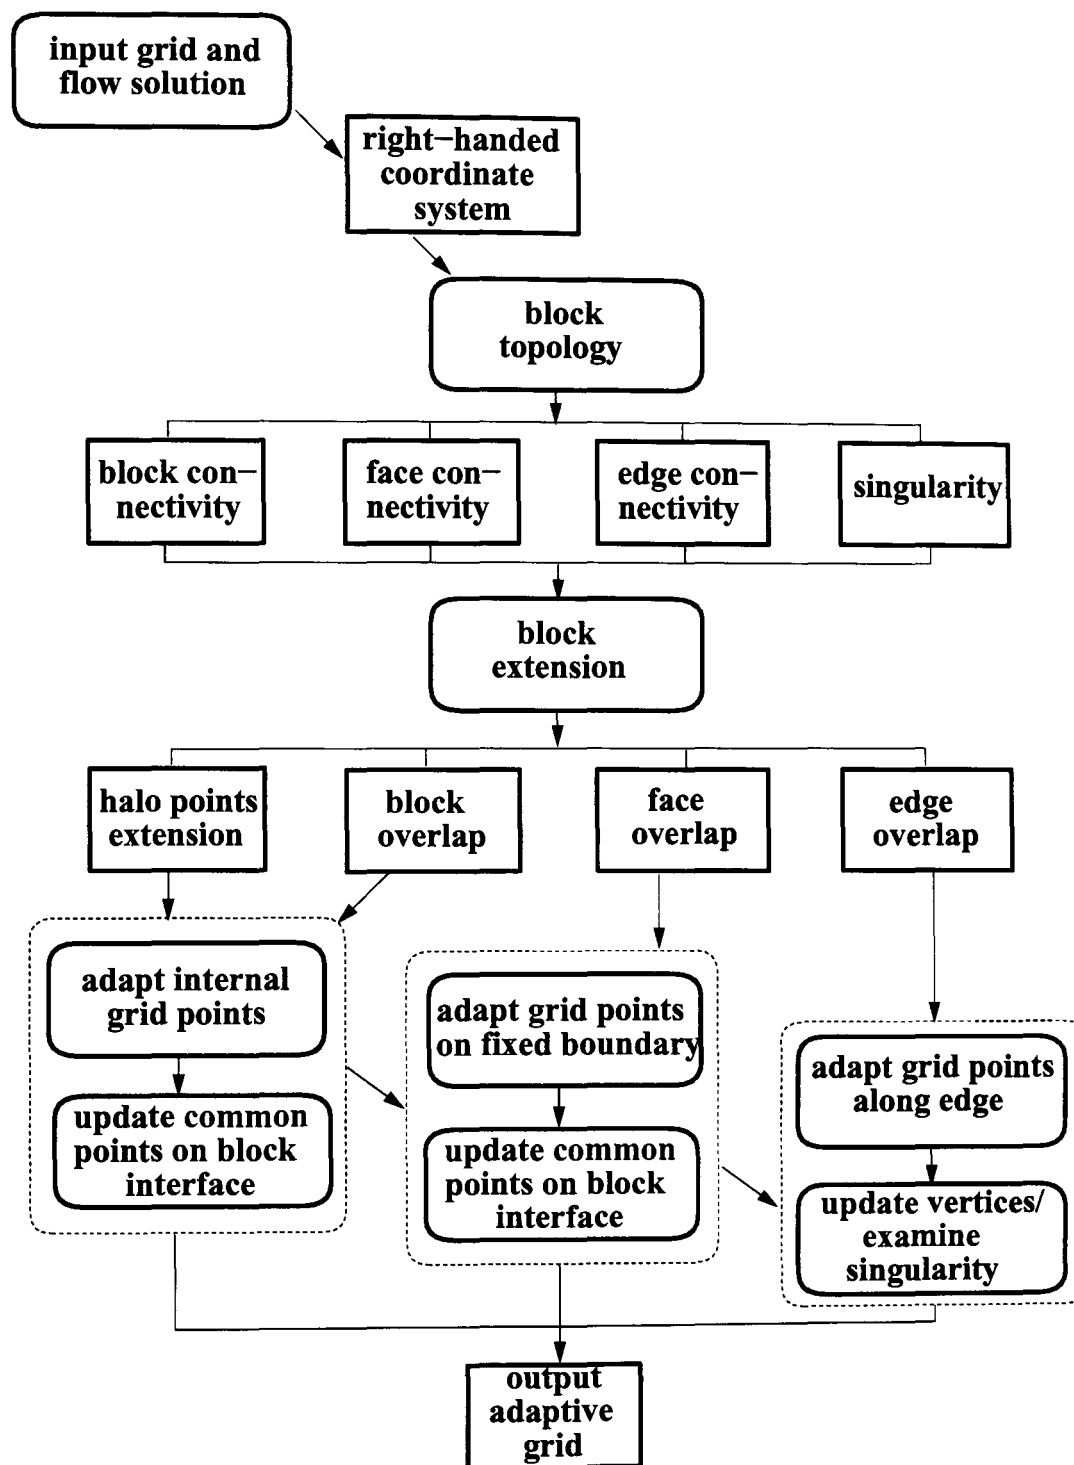 input grid and
flow solution
right-handed
coordinate
system
block
topology
block con-
nectivity
face con-
nectivity
edge con-
nectivity
singularity
block
extension
halo points
extension
block
overlap
face
overlap
edge
overlap
adapt internal
grid points
update common
points on block
interface
adapt grid points
on fixed boundary
update common
points on block
interface
adapt grid points
along edge
update vertices/
examine
singularity
output
adaptive
grid